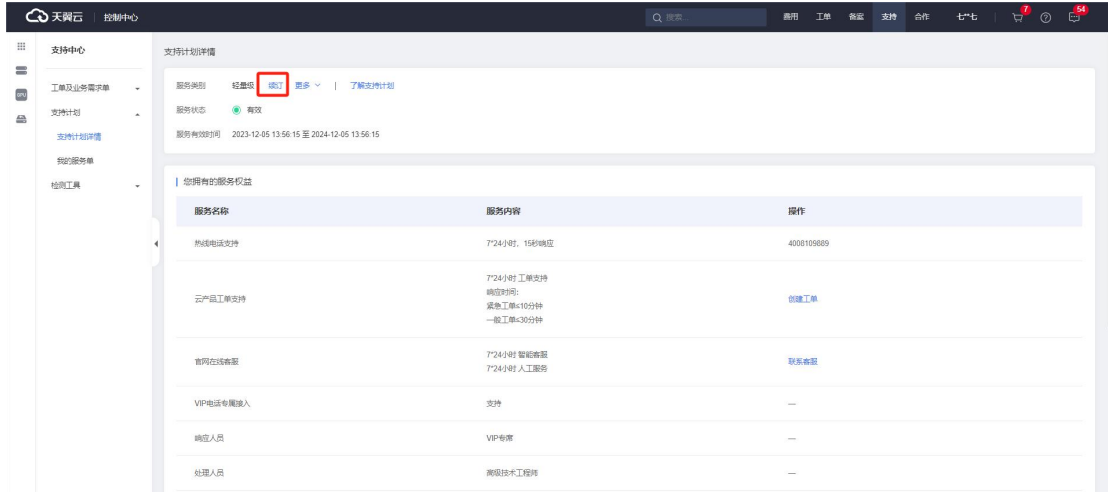 天翼云 控制中心 搜索... 费用 工单 备案 支持 合作 七**七 7 54
支持中心
支持计划详情
工单及业务需求单
支持计划
支持计划详情
我的服务单
检测工具
服务类别 轻量级 续订 更多 | 了解支持计划
服务状态 有效
服务有效时间 2023-12-05 13:56:15 至 2024-12-05 13:56:15
您拥有的服务权益
服务名称 服务内容 操作
热线电话支持 7*24小时，15秒响应 4008109889
云产品工单支持 7*24小时 工单支持
响应时间:
紧急工单≤10分钟
一般工单≤30分钟
创建工单
官网在线客服 7*24小时 智能客服
7*24小时 人工服务
联系客服
VIP电话专属接入 支持 —
响应人员 VIP专席 —
处理人员 高级技术工程师 —